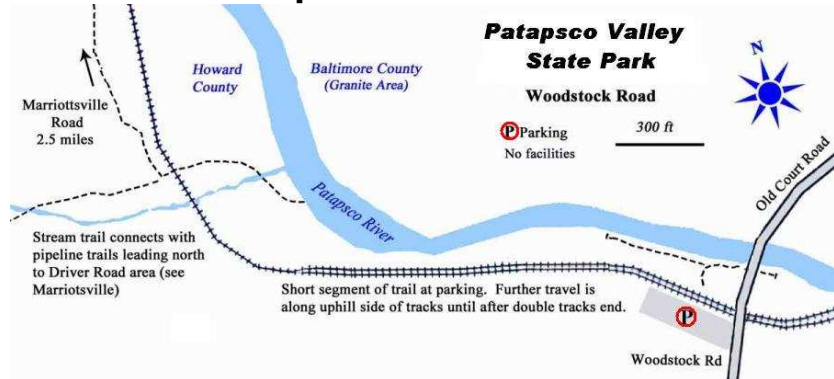 Patapsco Valley
State Park
Woodstock Road
P Parking
No facilities
300 ft
N
Howard
County
Baltimore County
(Granite Area)
Marriottsville
Road
2.5 miles
Patapsco River
Old Court Road
Stream trail connects with
pipeline trails leading north
to Driver Road area (see
Marriotsville)
Short segment of trail at parking. Further travel is
along uphill side of tracks until after double tracks end.
P
Woodstock Rd